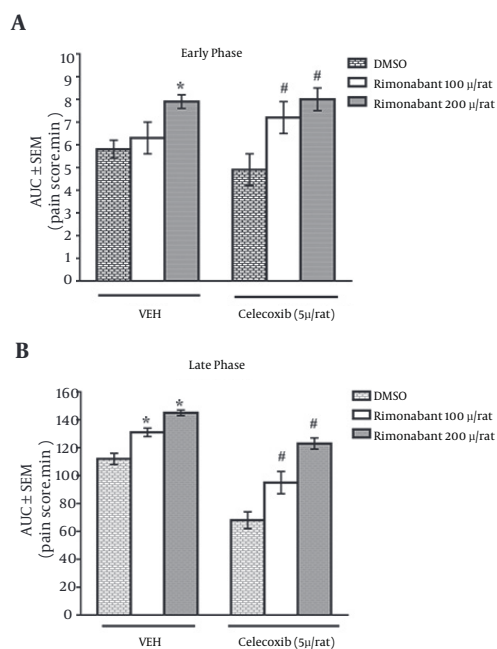 A
Early Phase
AUC ± SEM
(pain score.min)
10
9
8
7
6
5
4
3
2
1
0
*
#
#
DMSO
Rimonabant 100 µ/rat
Rimonabant 200 µ/rat
VEH
Celecoxib (5µ/rat)
B
Late Phase
AUC ± SEM
(pain score.min)
160
140
120
100
80
60
40
20
0
*
*
#
#
DMSO
Rimonabant 100 µ/rat
Rimonabant 200 µ/rat
VEH
Celecoxib (5µ/rat)